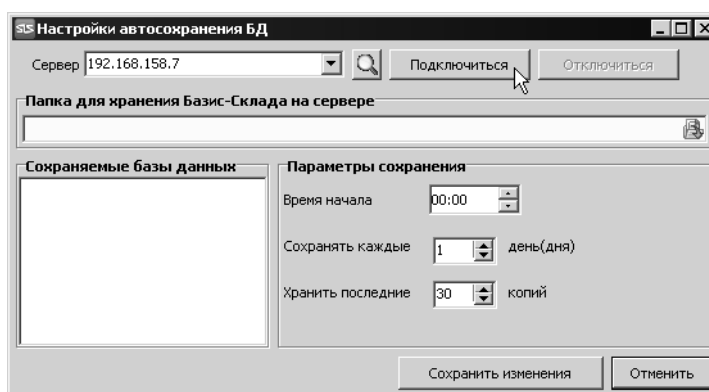 SLS Настройки автосохранения БД
Сервер 192.168.158.7 Подключиться Отключиться
Папка для хранения Базис-Склада на сервере
Сохраняемые базы данных Параметры сохранения
Время начала 00:00
Сохранять каждые 1 день(дня)
Хранить последние 30 копий
Сохранить изменения Отменить